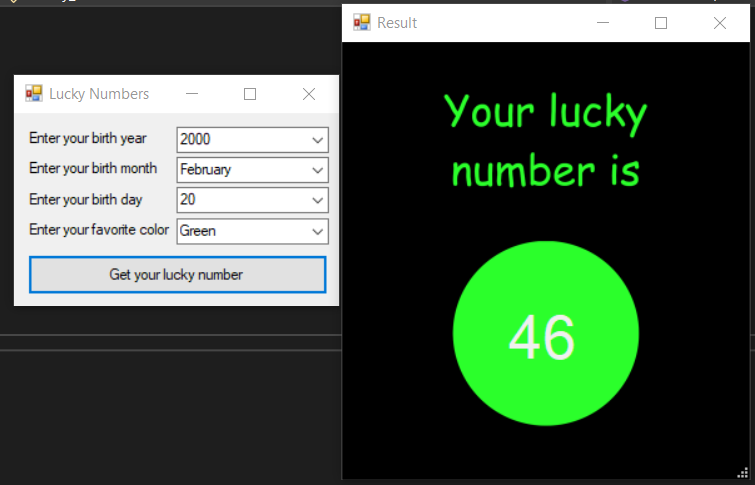 Lucky Numbers
Enter your birth year 2000
Enter your birth month February
Enter your birth day 20
Enter your favorite color Green
Get your lucky number
Result
Your lucky
number is
46